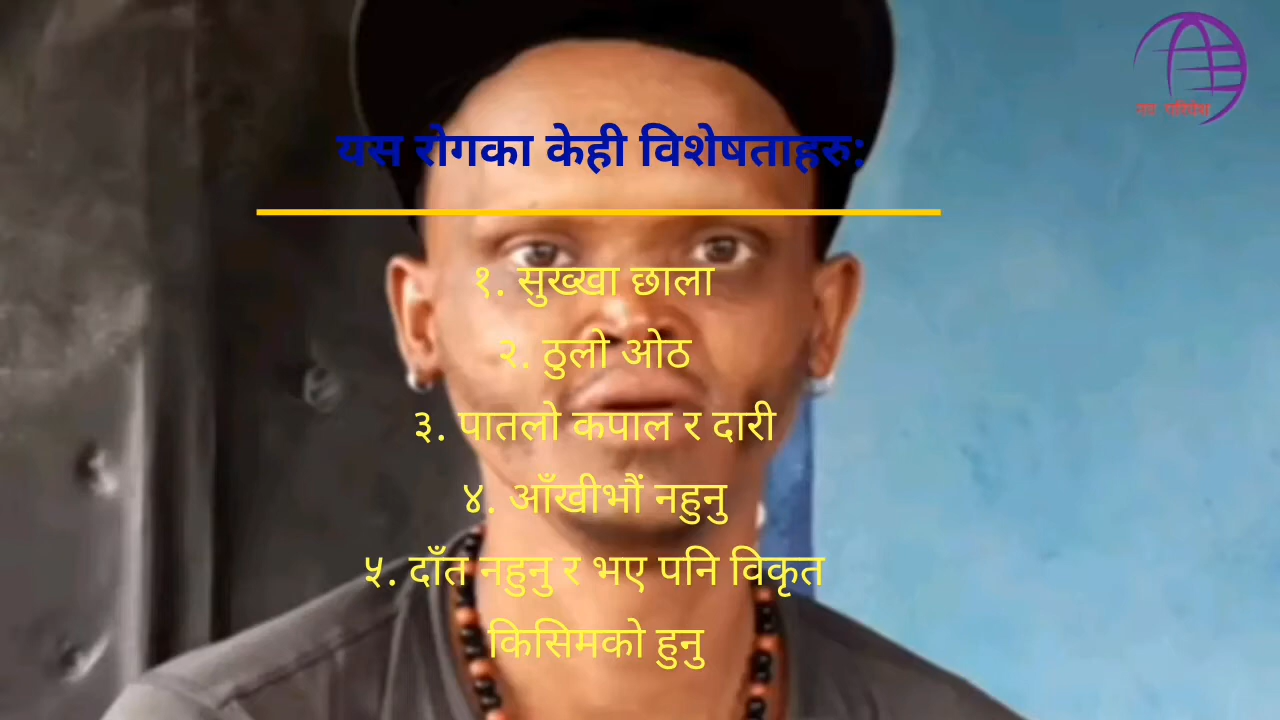 यस रोगका केही विशेषताहरु:
१. सुख्खा छाला
२. ठुलो ओठ
३. पातलो कपाल र दारी
४. आँखीभौं नहुनु
५. दाँत नहुनु र भए पनि विकृत
किसिमको हुनु